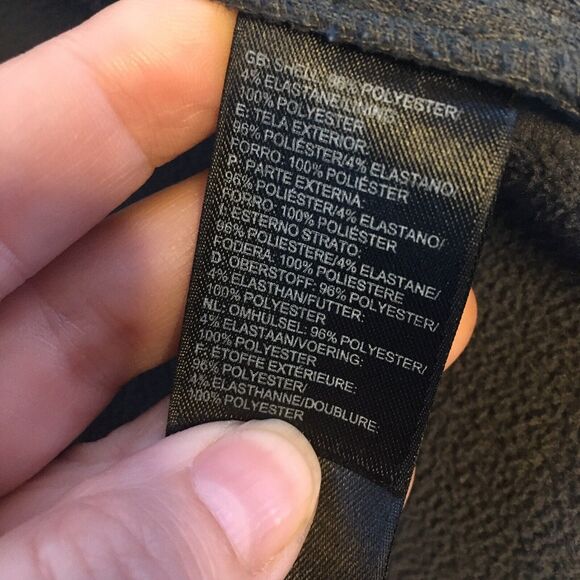 GB: SHELL: 96% POLYESTER/
4% ELASTANE/LINING:
100% POLYESTER
E: TELA EXTERIOR:
96% POLIÉSTER/4% ELASTANO/
FORRO: 100% POLIÉSTER
P: PARTE EXTERNA:
96% POLIÉSTER/4% ELASTANO/
FORRO: 100% POLIÉSTER
I: ESTERNO STRATO:
96% POLIESTERE/4% ELASTANE/
FODERA: 100% POLIESTERE
D: OBERSTOFF: 96% POLYESTER/
4% ELASTHAN/FUTTER:
100% POLYESTER
NL: OMHULSEL: 96% POLYESTER/
4% ELASTAAN/VOERING:
100% POLYESTER
F: ÉTOFFE EXTÉRIEURE:
96% POLYESTER/
4% ELASTHANNE/DOUBLURE:
100% POLYESTER